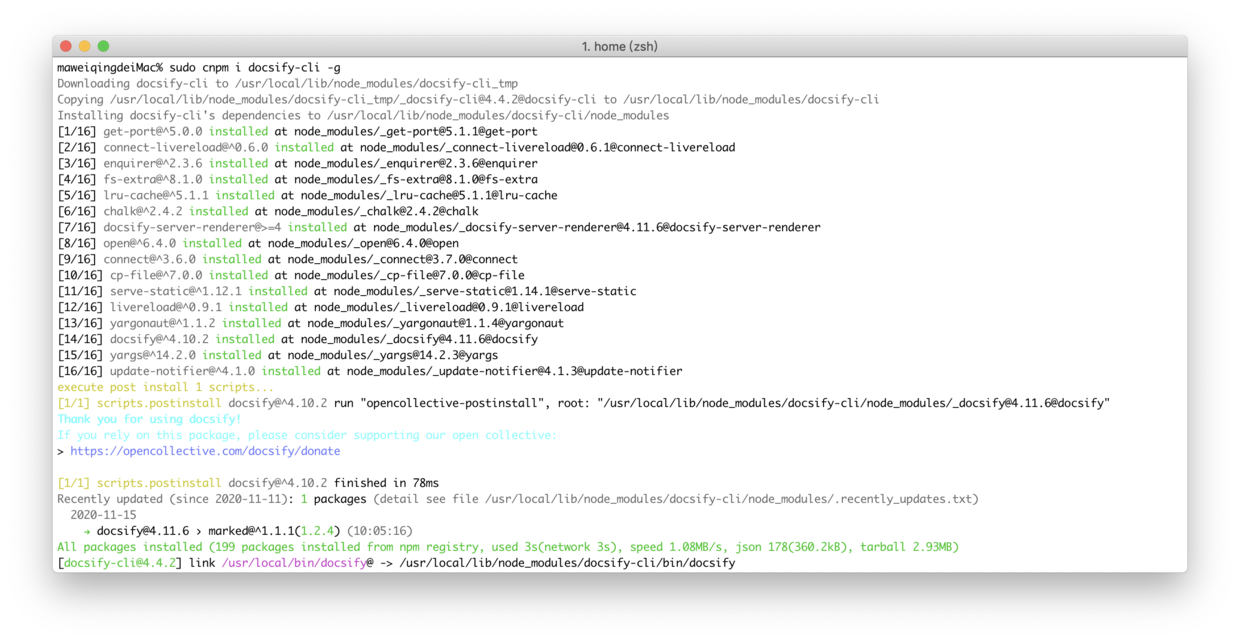 1. home (zsh)
maweiqingdeiMac% sudo cnpm i docsify-cli -g
Downloading docsify-cli to /usr/local/lib/node_modules/docsify-cli_tmp
Copying /usr/local/lib/node_modules/docsify-cli_tmp/_docsify-cli@4.4.2@docsify-cli to /usr/local/lib/node_modules/docsify-cli
Installing docsify-cli's dependencies to /usr/local/lib/node_modules/docsify-cli/node_modules
[1/16] get-port@^5.0.0 installed at node_modules/_get-port@5.1.1@get-port
[2/16] connect-livereload@^0.6.0 installed at node_modules/_connect-livereload@0.6.1@connect-livereload
[3/16] enquirer@^2.3.6 installed at node_modules/_enquirer@2.3.6@enquirer
[4/16] fs-extra@^8.1.0 installed at node_modules/_fs-extra@8.1.0@fs-extra
[5/16] lru-cache@^5.1.1 installed at node_modules/_lru-cache@5.1.1@lru-cache
[6/16] chalk@^2.4.2 installed at node_modules/_chalk@2.4.2@chalk
[7/16] docsify-server-renderer@>=4 installed at node_modules/_docsify-server-renderer@4.11.6@docsify-server-renderer
[8/16] open@^6.4.0 installed at node_modules/_open@6.4.0@open
[9/16] connect@^3.6.0 installed at node_modules/_connect@3.7.0@connect
[10/16] cp-file@^7.0.0 installed at node_modules/_cp-file@7.0.0@cp-file
[11/16] serve-static@^1.12.1 installed at node_modules/_serve-static@1.14.1@serve-static
[12/16] livereload@^0.9.1 installed at node_modules/_livereload@0.9.1@livereload
[13/16] yargonaut@^1.1.2 installed at node_modules/_yargonaut@1.1.4@yargonaut
[14/16] docsify@^4.10.2 installed at node_modules/_docsify@4.11.6@docsify
[15/16] yargs@^14.2.0 installed at node_modules/_yargs@14.2.3@yargs
[16/16] update-notifier@^4.1.0 installed at node_modules/_update-notifier@4.1.3@update-notifier
execute post install 1 scripts...
[1/1] scripts.postinstall docsify@^4.10.2 run "opencollective-postinstall", root: "/usr/local/lib/node_modules/docsify-cli/node_modules/_docsify@4.11.6@docsify"
Thank you for using docsify!
If you rely on this package, please consider supporting our open collective:
> https://opencollective.com/docsify/donate
[1/1] scripts.postinstall docsify@^4.10.2 finished in 78ms
Recently updated (since 2020-11-11): 1 packages (detail see file /usr/local/lib/node_modules/docsify-cli/node_modules/.recently_updates.txt)
2020-11-15
→ docsify@4.11.6 › marked@^1.1.1(1.2.4) (10:05:16)
All packages installed (199 packages installed from npm registry, used 3s(network 3s), speed 1.08MB/s, json 178(360.2kB), tarball 2.93MB)
[docsify-cli@4.4.2] link /usr/local/bin/docsify@ -> /usr/local/lib/node_modules/docsify-cli/bin/docsify